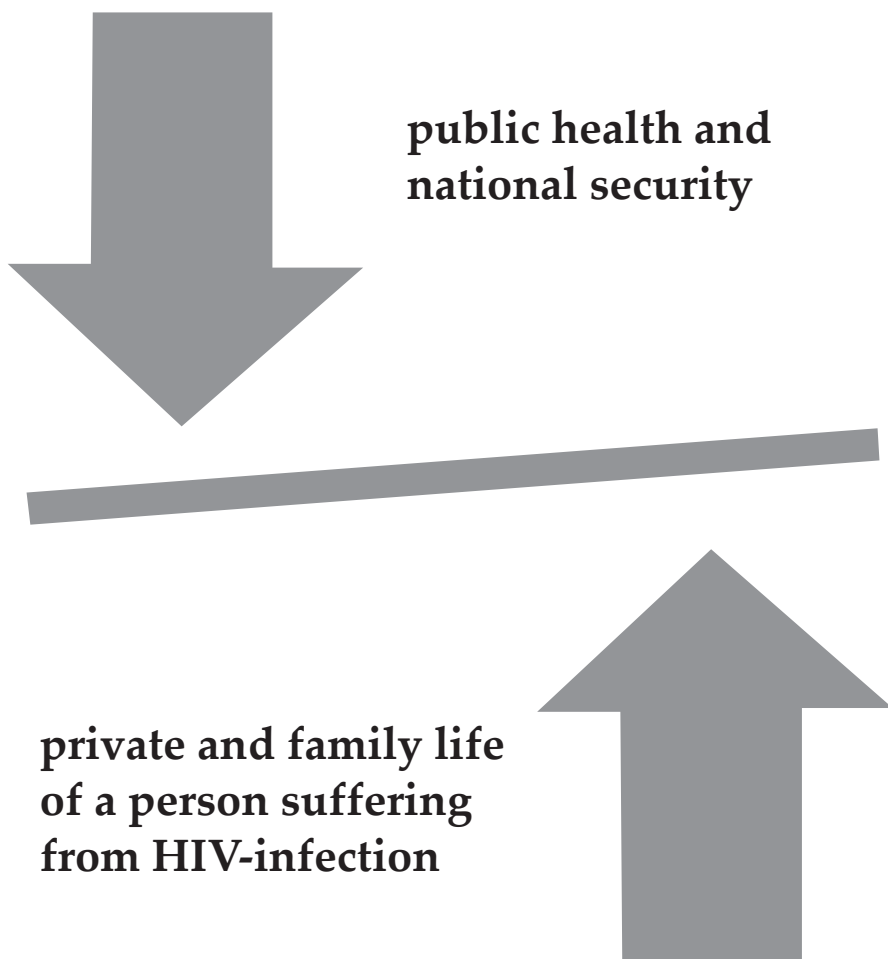 public health and
national security
private and family life
of a person suffering
from HIV-infection